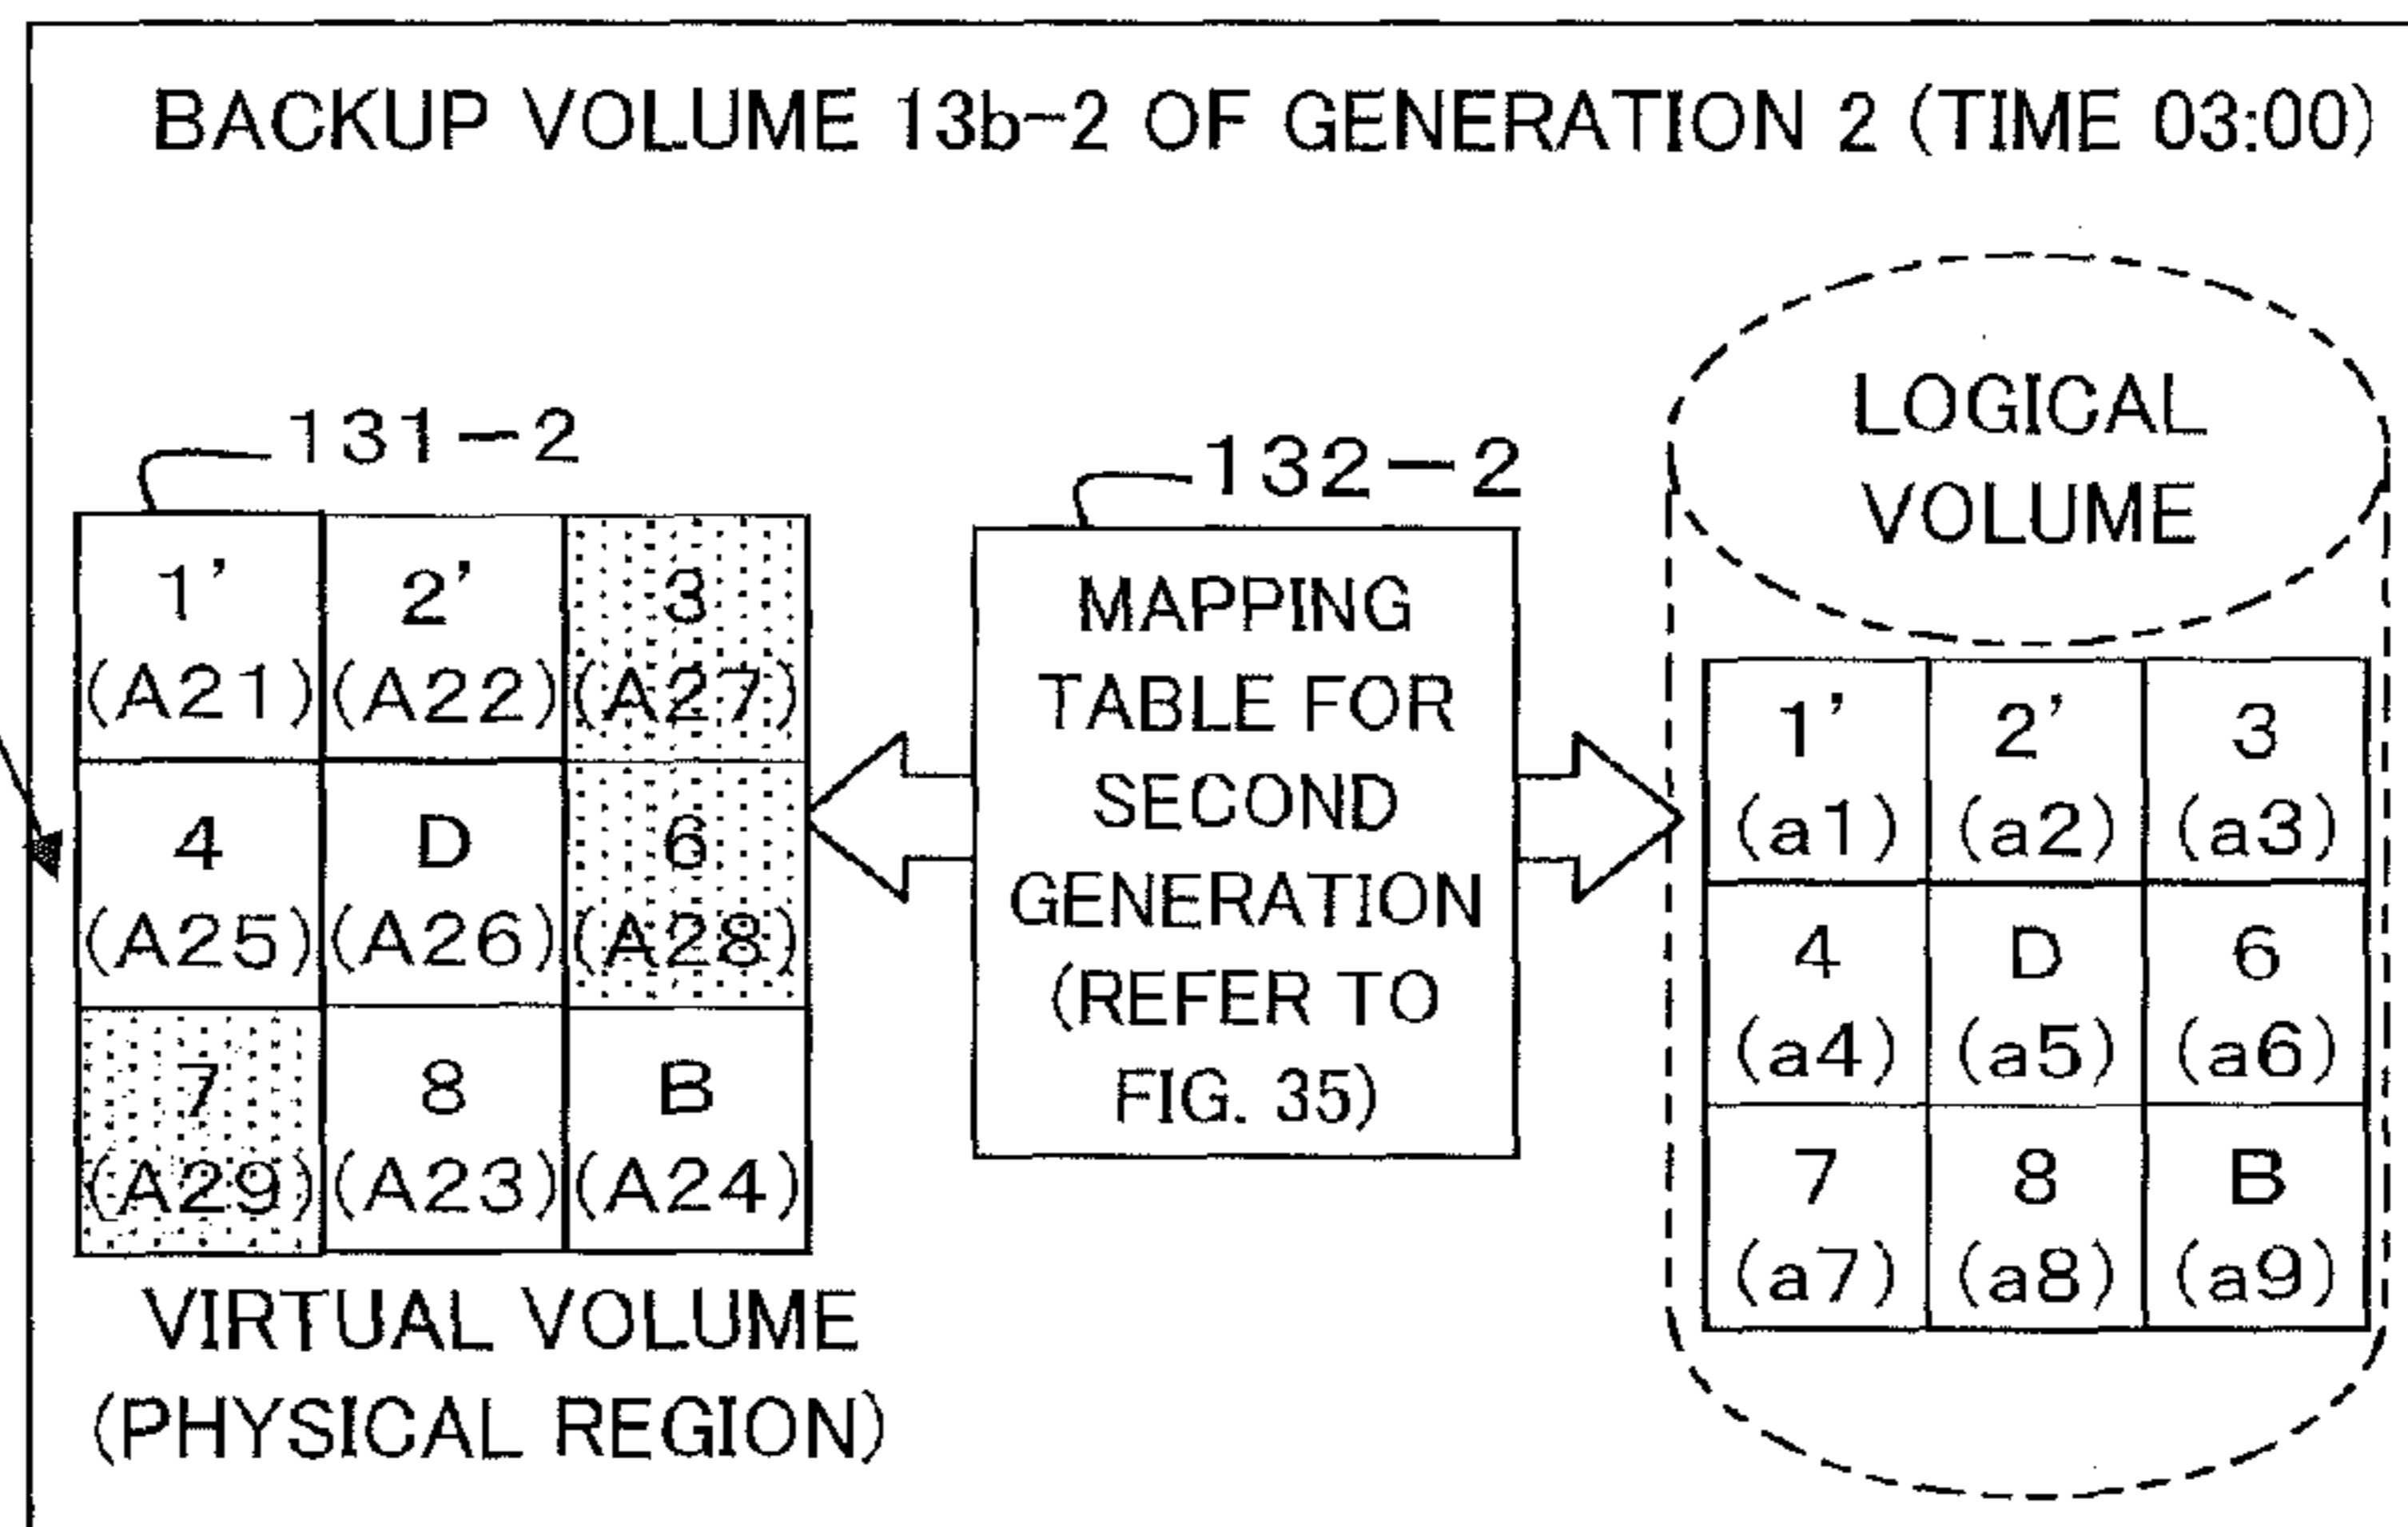 BACKUP VOLUME 13b-2 OF GENERATION 2 (TIME 03:00)
131-2
1' 2' 3
(A21) (A22) (A27)
4 D 6
(A25) (A26) (A28)
7 8 B
(A29) (A23) (A24)
VIRTUAL VOLUME
(PHYSICAL REGION)
132-2
MAPPING
TABLE FOR
SECOND
GENERATION
(REFER TO
FIG. 35)
LOGICAL
VOLUME
1' 2' 3
(a1) (a2) (a3)
4 D 6
(a4) (a5) (a6)
7 8 B
(a7) (a8) (a9)